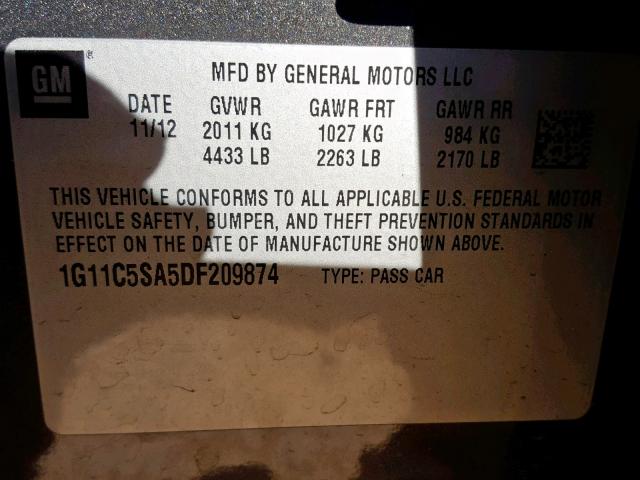 GM ®
MFD BY GENERAL MOTORS LLC
DATE GVWR GAWR FRT GAWR RR
11/12 2011 KG 1027 KG 984 KG
4433 LB 2263 LB 2170 LB
THIS VEHICLE CONFORMS TO ALL APPLICABLE U.S. FEDERAL MOTOR
VEHICLE SAFETY, BUMPER, AND THEFT PREVENTION STANDARDS IN
EFFECT ON THE DATE OF MANUFACTURE SHOWN ABOVE.
1G11C5SA5DF209874 TYPE: PASS CAR